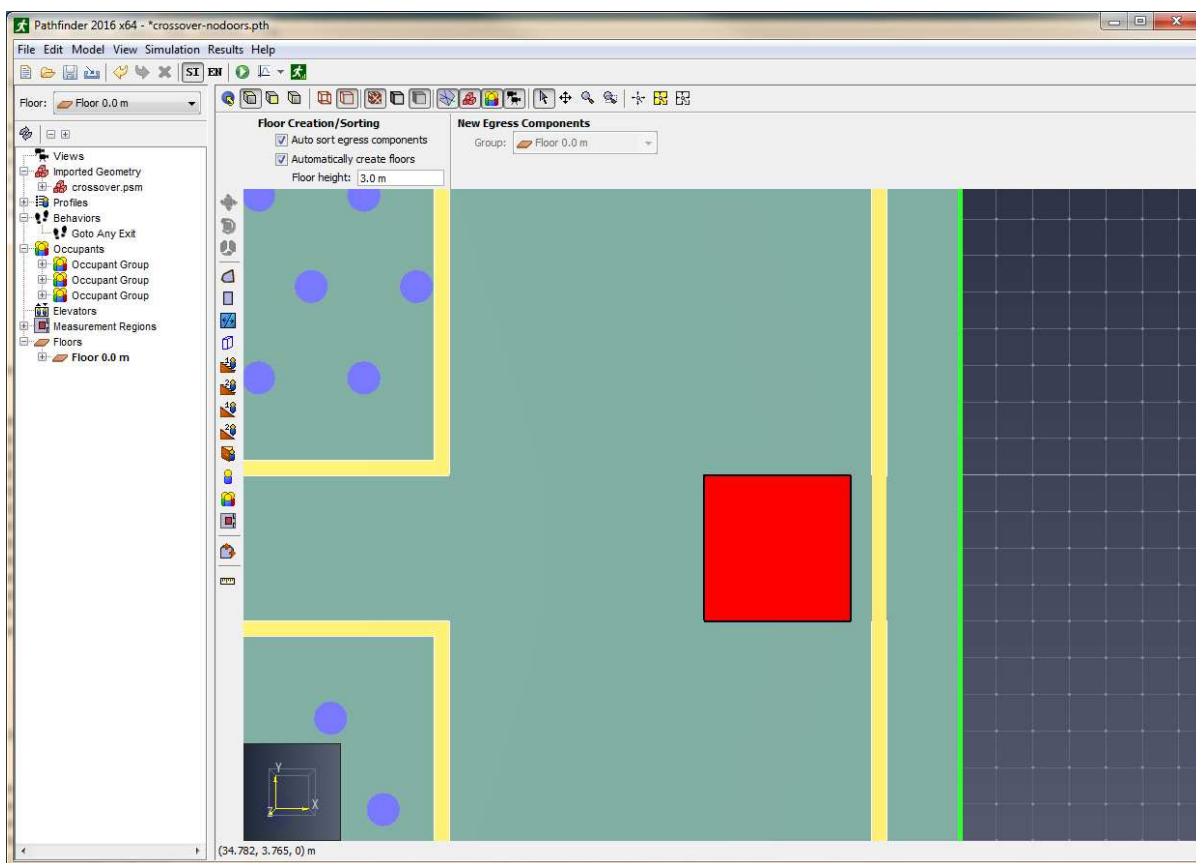 Pathfinder 2016 x64 - *crossover-nodoors.pth
File Edit Model View Simulation Results Help
SI EN
Floor: Floor 0.0 m
Floor Creation/Sorting
Auto sort egress components
Automatically create floors
Floor height: 3.0 m
New Egress Components
Group: Floor 0.0 m
Views
Imported Geometry
crossover.psm
Profiles
Behaviors
Goto Any Exit
Occupants
Occupant Group
Occupant Group
Occupant Group
Elevators
Measurement Regions
Floors
Floor 0.0 m
Y
X
Z
(34.782, 3.765, 0) m